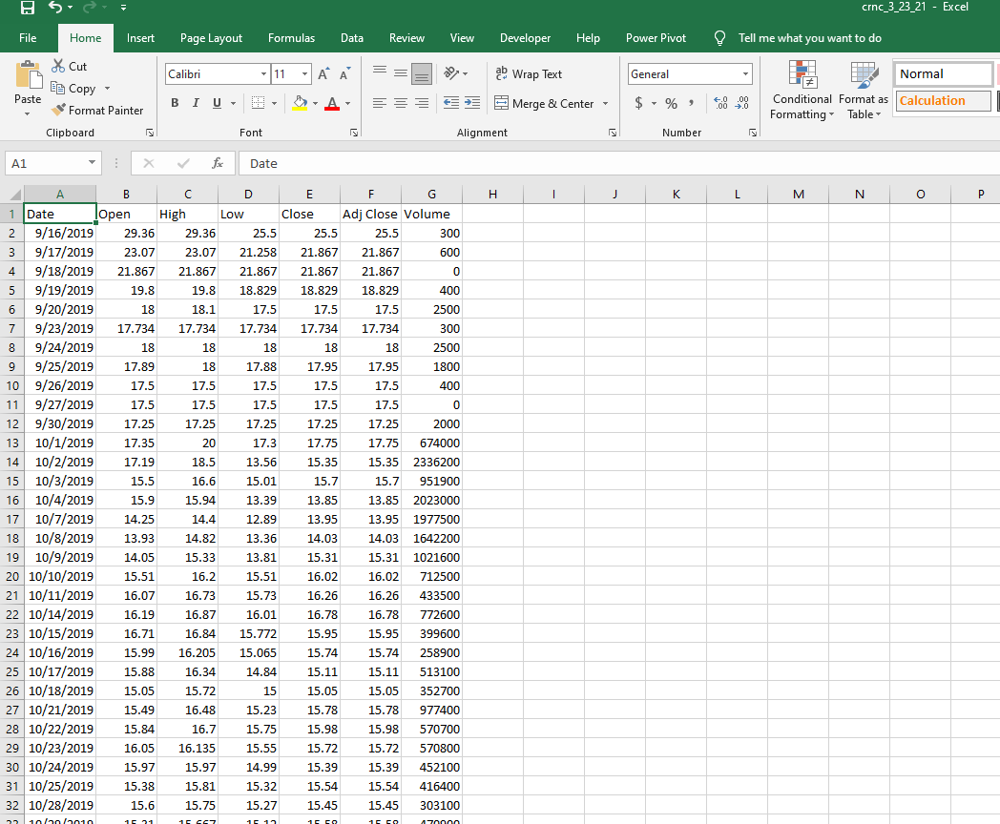 crnc_3_23_21 - Excel
File Home Insert Page Layout Formulas Data Review View Developer Help Power Pivot Tell me what you want to do
Cut Calibri 11 A A ab Wrap Text General Normal
Paste Copy Conditional Format as Calculation
Format Painter B I U A Merge & Center $ % , .00 Formatting Table
Clipboard Font Alignment Number
A1 fx Date
A B C D E F G H I J K L M N O P
1 Date Open High Low Close Adj Close Volume
2 9/16/2019 29.36 29.36 25.5 25.5 25.5 300
3 9/17/2019 23.07 23.07 21.258 21.867 21.867 600
4 9/18/2019 21.867 21.867 21.867 21.867 21.867 0
5 9/19/2019 19.8 19.8 18.829 18.829 18.829 400
6 9/20/2019 18 18.1 17.5 17.5 17.5 2500
7 9/23/2019 17.734 17.734 17.734 17.734 17.734 300
8 9/24/2019 18 18 18 18 18 2500
9 9/25/2019 17.89 18 17.88 17.95 17.95 1800
10 9/26/2019 17.5 17.5 17.5 17.5 17.5 400
11 9/27/2019 17.5 17.5 17.5 17.5 17.5 0
12 9/30/2019 17.25 17.25 17.25 17.25 17.25 2000
13 10/1/2019 17.35 20 17.3 17.75 17.75 674000
14 10/2/2019 17.19 18.5 13.56 15.35 15.35 2336200
15 10/3/2019 15.5 16.6 15.01 15.7 15.7 951900
16 10/4/2019 15.9 15.94 13.39 13.85 13.85 2023000
17 10/7/2019 14.25 14.4 12.89 13.95 13.95 1977500
18 10/8/2019 13.93 14.82 13.36 14.03 14.03 1642200
19 10/9/2019 14.05 15.33 13.81 15.31 15.31 1021600
20 10/10/2019 15.51 16.2 15.51 16.02 16.02 712500
21 10/11/2019 16.07 16.73 15.73 16.26 16.26 433500
22 10/14/2019 16.19 16.87 16.01 16.78 16.78 772600
23 10/15/2019 16.71 16.84 15.772 15.95 15.95 399600
24 10/16/2019 15.99 16.205 15.065 15.74 15.74 258900
25 10/17/2019 15.88 16.34 14.84 15.11 15.11 513100
26 10/18/2019 15.05 15.72 15 15.05 15.05 352700
27 10/21/2019 15.49 16.48 15.23 15.78 15.78 977400
28 10/22/2019 15.84 16.7 15.75 15.98 15.98 570700
29 10/23/2019 16.05 16.135 15.55 15.72 15.72 570800
30 10/24/2019 15.97 15.97 14.99 15.39 15.39 452100
31 10/25/2019 15.38 15.81 15.32 15.54 15.54 416400
32 10/28/2019 15.6 15.75 15.27 15.45 15.45 303100